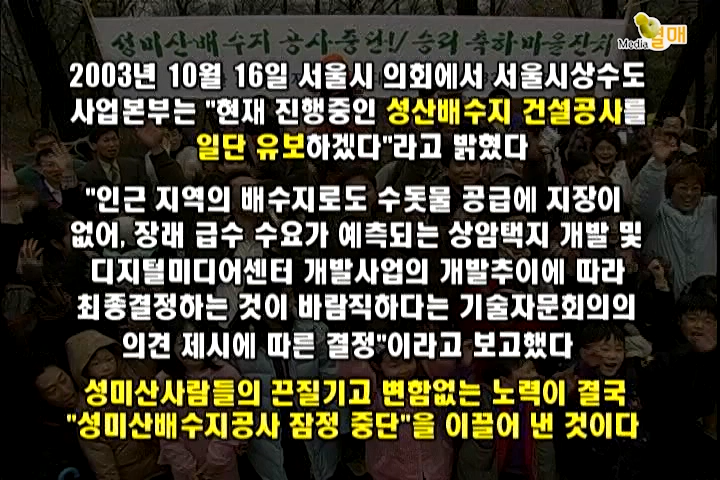 성미산배수지 공사 중단!/승리 축하 마을잔치
Media 열매
2003년 10월 16일 서울시 의회에서 서울시상수도
사업본부는 "현재 진행중인 성산배수지 건설공사를
일단 유보하겠다"라고 밝혔다
"인근 지역의 배수지로도 수돗물 공급에 지장이
없어, 장래 급수 수요가 예측되는 상암택지 개발 및
디지털미디어센터 개발사업의 개발추이에 따라
최종결정하는 것이 바람직하다는 기술자문회의의
의견 제시에 따른 결정"이라고 보고했다
성미산사람들의 끈질기고 변함없는 노력이 결국
"성미산배수지공사 잠정 중단"을 이끌어 낸 것이다